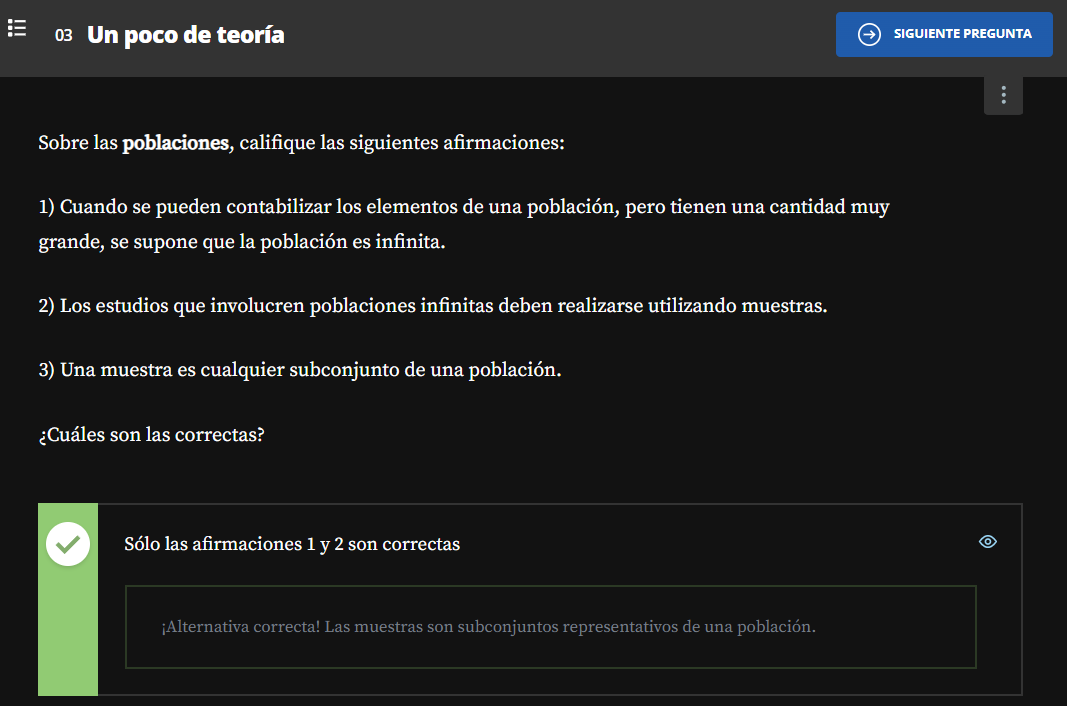 03 Un poco de teoría
SIGUIENTE PREGUNTA
Sobre las poblaciones, califique las siguientes afirmaciones:
1) Cuando se pueden contabilizar los elementos de una población, pero tienen una cantidad muy
grande, se supone que la población es infinita.
2) Los estudios que involucren poblaciones infinitas deben realizarse utilizando muestras.
3) Una muestra es cualquier subconjunto de una población.
¿Cuáles son las correctas?
Sólo las afirmaciones 1 y 2 son correctas
¡Alternativa correcta! Las muestras son subconjuntos representativos de una población.